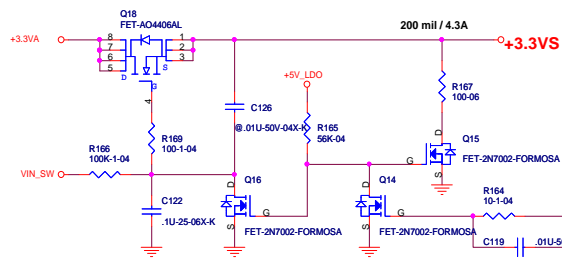 Q18
FET-AO4406AL
200 mil / 4.3A
+3.3VA
8
7
6
5
1
2
3
D
S
G
4
+3.3VS
+5V_LDO
R167
100-06
C126
@.01U-50V-04X-K
R165
56K-04
Q15
D
G
S
FET-2N7002-FORMOSA
R166
100K-1-04
R169
100-1-04
VIN_SW
Q16
D
G
S
FET-2N7002-FORMOSA
Q14
D
G
S
FET-2N7002-FORMOSA
R164
10-1-04
C122
.1U-25-06X-K
C119